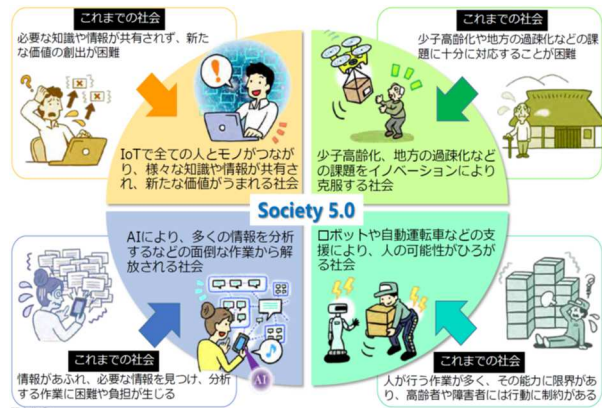 これまでの社会
必要な知識や情報が共有されず、新た
な価値の創出が困難
これまでの社会
少子高齢化や地方の過疎化などの課
題に十分に対応することが困難
IoTで全ての人とモノがつなが
り、様々な知識や情報が共有さ
れ、新たな価値がうまれる社会
少子高齢化、地方の過疎化など
の課題をイノベーションにより
克服する社会
Society 5.0
AIにより、多くの情報を分析
するなどの面倒な作業から解
放される社会
ロボットや自動運転車などの支
援により、人の可能性がひろが
る社会
AI
これまでの社会
情報があふれ、必要な情報を見つけ、分析
する作業に困難や負担が生じる
これまでの社会
人が行う作業が多く、その能力に限界があ
り、高齢者や障害者には行動に制約がある